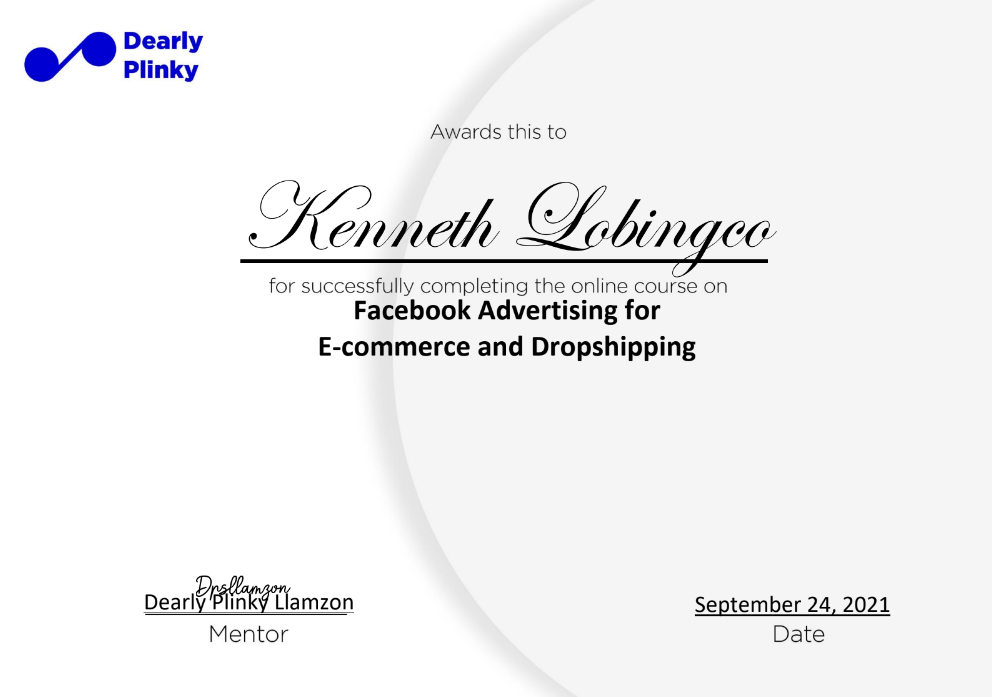 Dearly
Plinky
Awards this to
Kenneth Lobingco
for successfully completing the online course on
Facebook Advertising for
E-commerce and Dropshipping
Dpsllamzon
Dearly Plinky Llamzon
Mentor
September 24, 2021
Date